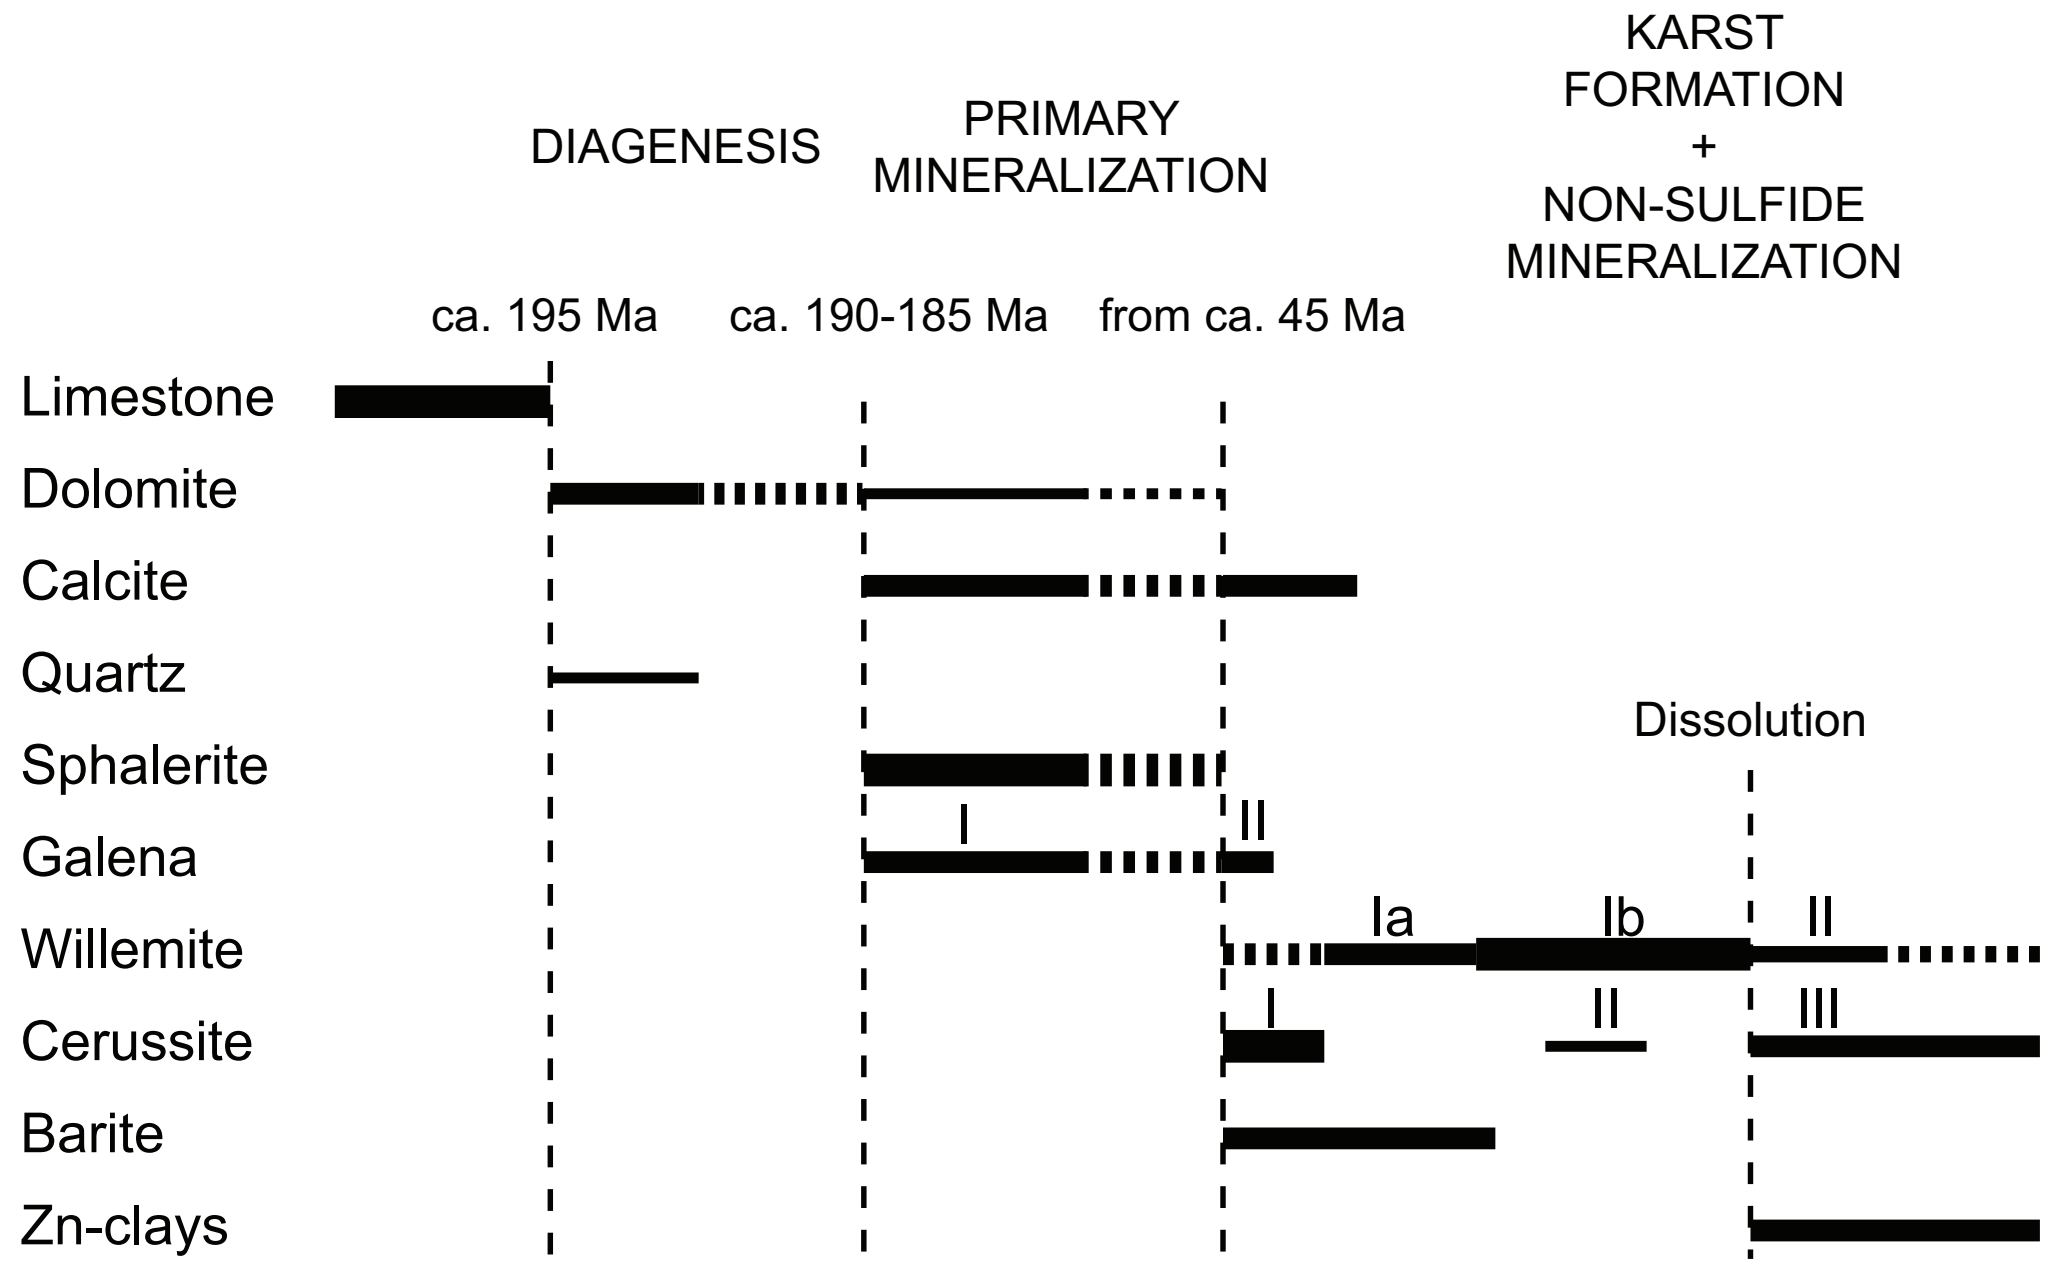 KARST
FORMATION
+
NON-SULFIDE
MINERALIZATION
DIAGENESIS
PRIMARY
MINERALIZATION
ca. 195 Ma
ca. 190-185 Ma
from ca. 45 Ma
Limestone
Dolomite
Calcite
Quartz
Dissolution
Sphalerite
I
II
Galena
Ia
Ib
II
Willemite
I
II
III
Cerussite
Barite
Zn-clays